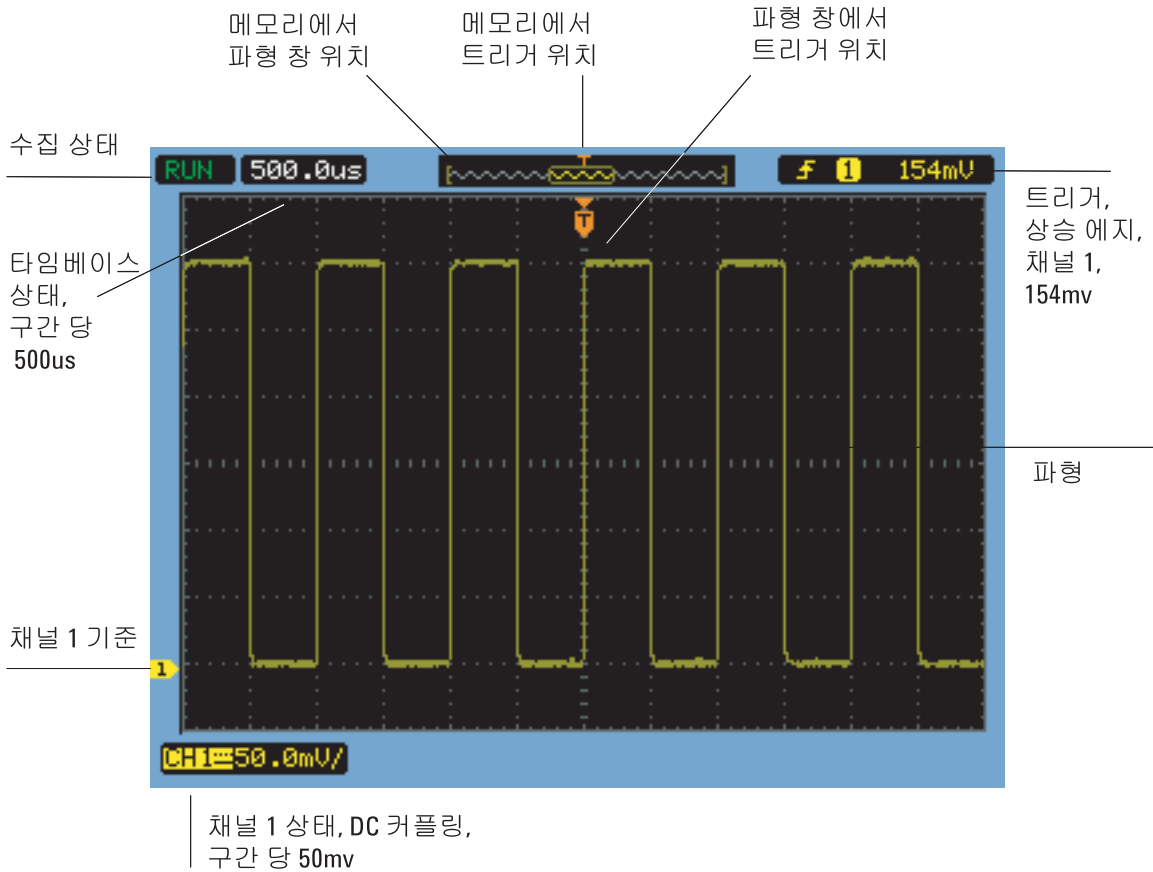 메모리에서
파형 창 위치
메모리에서
트리거 위치
파형 창에서
트리거 위치
수집 상태
RUN
500.0us
T
1
154mV
T
트리거,
상승 에지,
채널 1,
154mv
타임베이스
상태,
구간 당
500us
파형
채널 1 기준
1
CH1 50.0mV/
채널 1 상태, DC 커플링,
구간 당 50mv